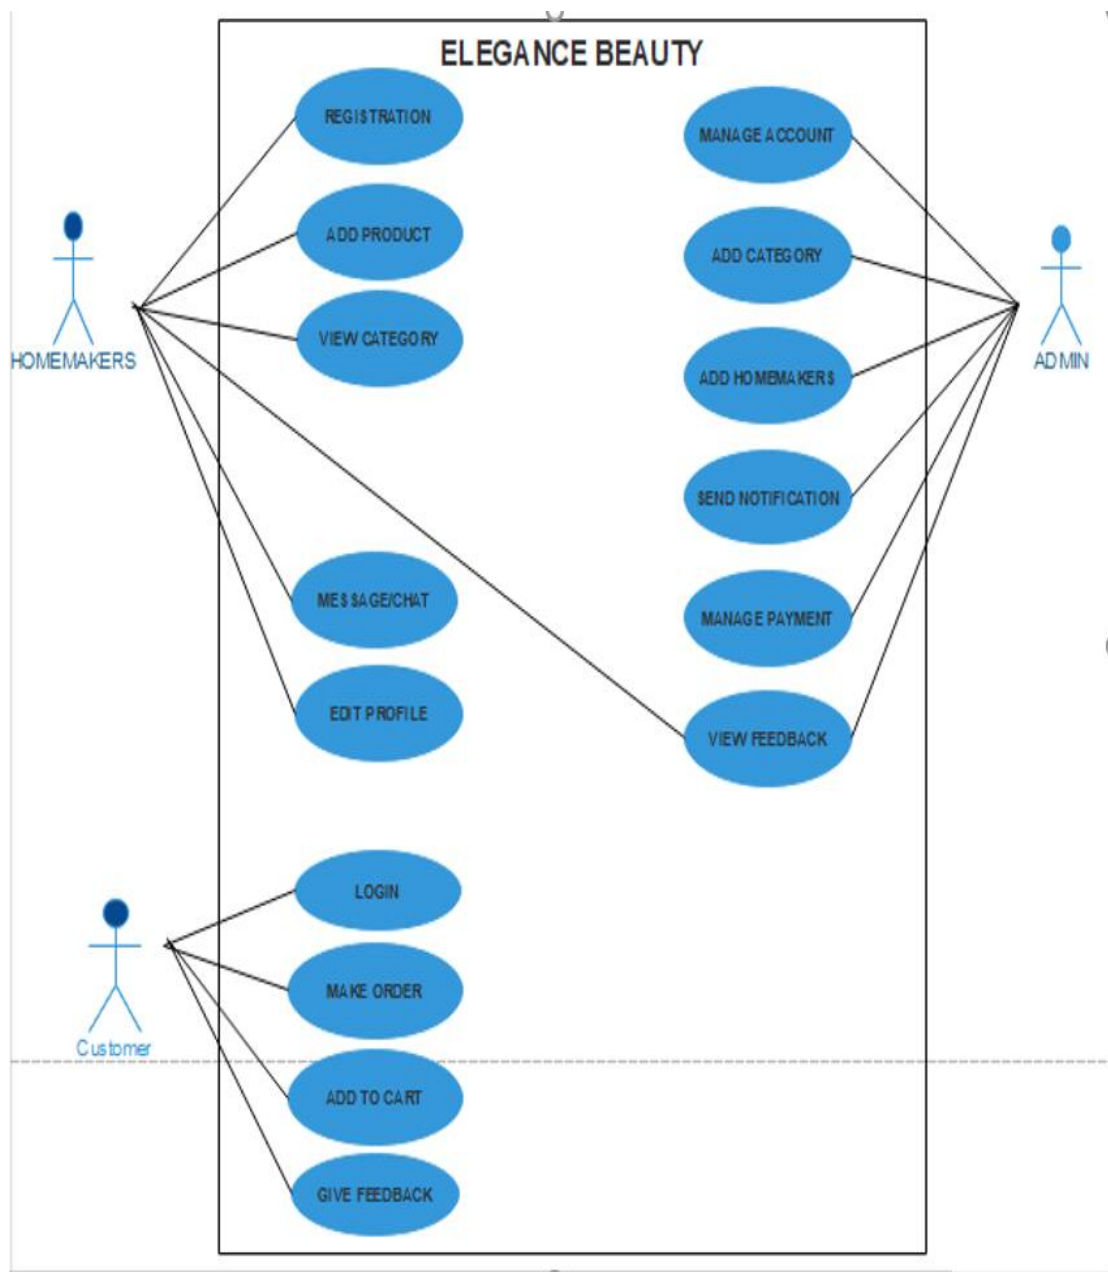 ELEGANCE BEAUTY
REGISTRATION
MANAGE ACCOUNT
ADD PRODUCT
ADD CATEGORY
VIEW CATEGORY
HOMEMAKERS
ADMIN
ADD HOMEMAKERS
SEND NOTIFICATION
MESSAGE/CHAT
MANAGE PAYMENT
EDIT PROFILE
VIEW FEEDBACK
LOGIN
MAKE ORDER
Customer
ADD TO CART
GIVE FEEDBACK